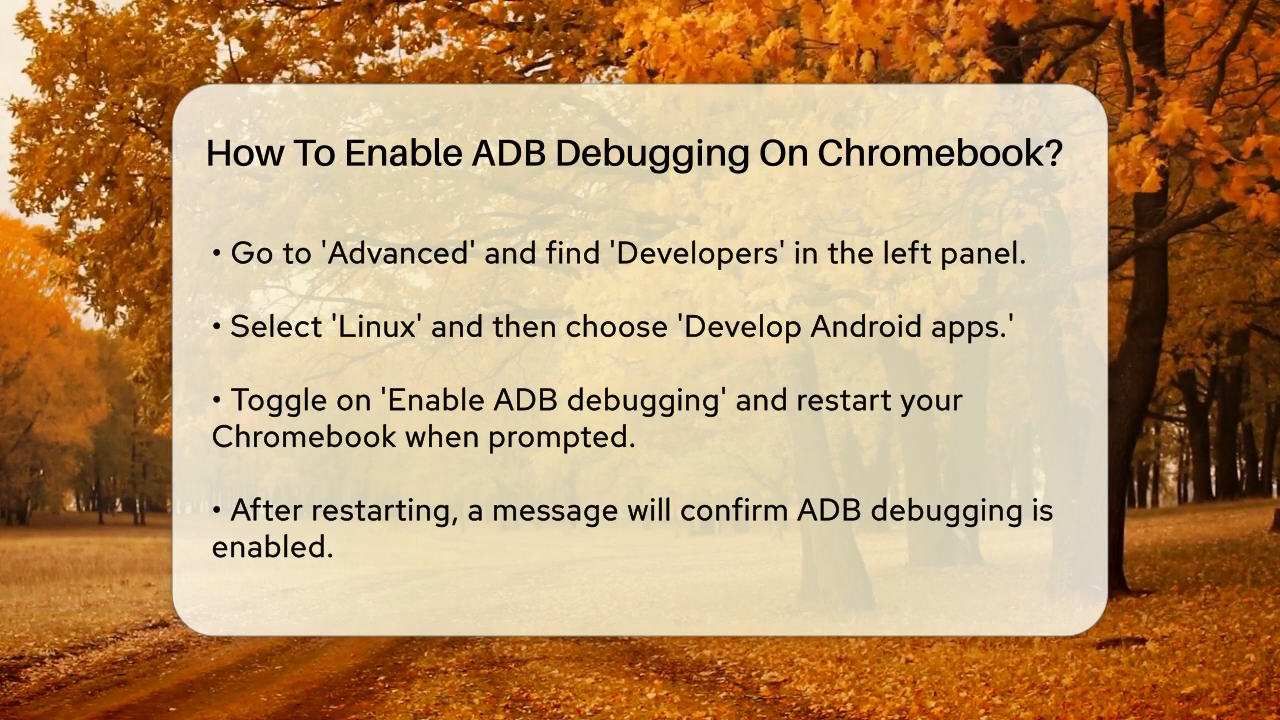 How To Enable ADB Debugging On Chromebook?
• Go to 'Advanced' and find 'Developers' in the left panel.
• Select 'Linux' and then choose 'Develop Android apps.'
• Toggle on 'Enable ADB debugging' and restart your
Chromebook when prompted.
• After restarting, a message will confirm ADB debugging is
enabled.